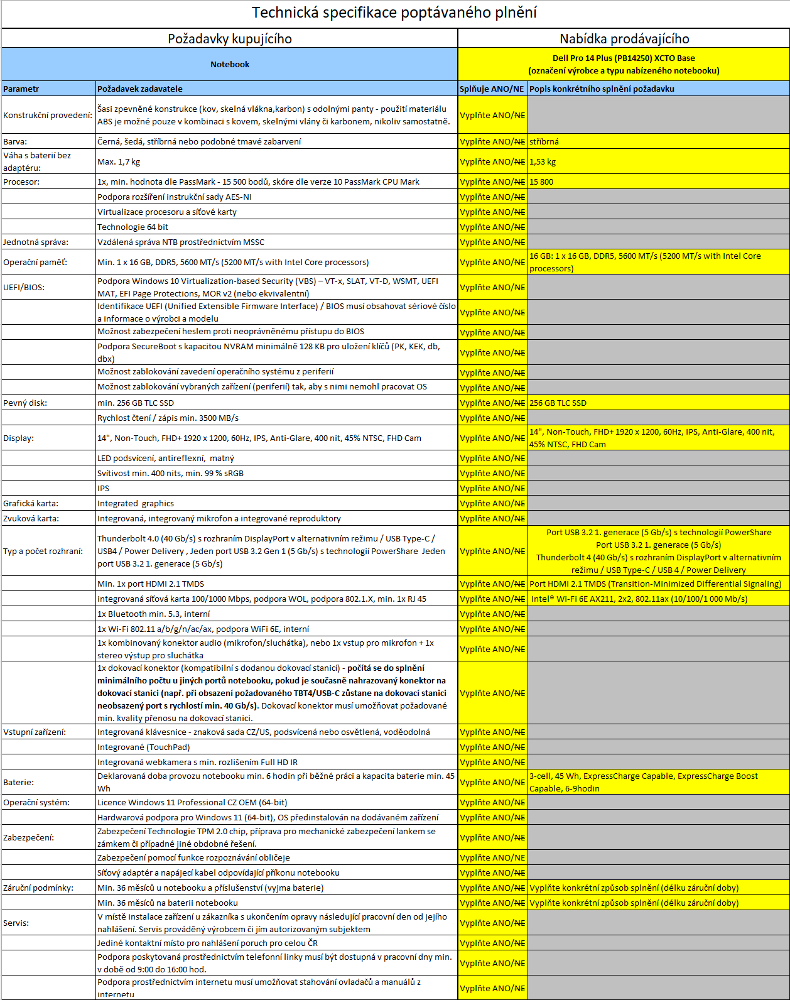 Technická specifikace poptávaného plnění
Požadavky kupujícího
Nabídka prodávajícího
Notebook
Dell Pro 14 Plus (PB14250) XCTO Base
(označení výrobce a typu nabízeného notebooku)
Parametr
Požadavek zadavatele
Splňuje ANO/NE
Popis konkrétního splnění požadavku
Konstrukční provedení:
Šasi zpevněné konstrukce (kov, skelná vlákna,karbon) s odolnými panty - použití materiálu
ABS je možné pouze v kombinaci s kovem, skelnými vlány či karbonem, nikoliv samostatně.
Vyplňte ANO/NE
Barva:
Černá, šedá, stříbrná nebo podobné tmavé zabarvení
Vyplňte ANO/NE
stříbrná
Váha s baterií bez
adaptéru:
Max. 1,7 kg
Vyplňte ANO/NE
1,53 kg
Procesor:
1x, min. hodnota dle PassMark - 15 500 bodů, skóre dle verze 10 PassMark CPU Mark
Vyplňte ANO/NE
15 800
Podpora rozšíření instrukční sady AES-NI
Vyplňte ANO/NE
Virtualizace procesoru a síťové karty
Vyplňte ANO/NE
Technologie 64 bit
Vyplňte ANO/NE
Jednotná správa:
Vzdálená správa NTB prostřednictvím MSSC
Vyplňte ANO/NE
Operační paměť:
Min. 1 x 16 GB, DDR5, 5600 MT/s (5200 MT/s with Intel Core processors)
Vyplňte ANO/NE
16 GB: 1 x 16 GB, DDR5, 5600 MT/s (5200 MT/s with Intel Core
processors)
UEFI/BIOS:
Podpora Windows 10 Virtualization-based Security (VBS) – VT-x, SLAT, VT-D, WSMT, UEFI
MAT, EFI Page Protections, MOR v2 (nebo ekvivalentní)
Vyplňte ANO/NE
Identifikace UEFI (Unified Extensible Firmware Interface) / BIOS musí obsahovat sériové číslo
a informace o výrobci a modelu
Vyplňte ANO/NE
Možnost zabezpečení heslem proti neoprávněnému přístupu do BIOS
Vyplňte ANO/NE
Podpora SecureBoot s kapacitou NVRAM minimálně 128 KB pro uložení klíčů (PK, KEK, db,
dbx)
Vyplňte ANO/NE
Možnost zablokování zavedení operačního systému z periferií
Vyplňte ANO/NE
Možnost zablokování vybraných zařízení (periferií) tak, aby s nimi nemohl pracovat OS
Vyplňte ANO/NE
Pevný disk:
min. 256 GB TLC SSD
Vyplňte ANO/NE
256 GB TLC SSD
Rychlost čtení / zápis min. 3500 MB/s
Vyplňte ANO/NE
Display:
14", Non-Touch, FHD+ 1920 x 1200, 60Hz, IPS, Anti-Glare, 400 nit, 45% NTSC, FHD Cam
Vyplňte ANO/NE
14", Non-Touch, FHD+ 1920 x 1200, 60Hz, IPS, Anti-Glare, 400 nit,
45% NTSC, FHD Cam
LED podsvícení, antireflexní,  matný
Vyplňte ANO/NE
Svítivost min. 400 nits, min. 99 % sRGB
Vyplňte ANO/NE
IPS
Vyplňte ANO/NE
Grafická karta:
Integrated  graphics
Vyplňte ANO/NE
Zvuková karta:
Integrovaná, integrovaný mikrofon a integrované reproduktory
Vyplňte ANO/NE
Typ a počet rozhraní:
Thunderbolt 4.0 (40 Gb/s) s rozhraním DisplayPort v alternativním režimu / USB Type-C /
USB4 / Power Delivery , Jeden port USB 3.2 Gen 1 (5 Gb/s) s technologií PowerShare  Jeden
port USB 3.2 1. generace (5 Gb/s)
Vyplňte ANO/NE
Port USB 3.2 1. generace (5 Gb/s) s technologií PowerShare
Port USB 3.2 1. generace (5 Gb/s)
Thunderbolt 4 (40 Gb/s) s rozhraním DisplayPort v alternativním
režimu / USB Type-C / USB 4 / Power Delivery
Min. 1x port HDMI 2.1 TMDS
Vyplňte ANO/NE
Port HDMI 2.1 TMDS (Transition-Minimized Differential Signaling)
integrovaná síťová karta 100/1000 Mbps, podpora WOL, podpora 802.1.X, min. 1x RJ 45
Vyplňte ANO/NE
Intel® Wi-Fi 6E AX211, 2x2, 802.11ax (10/100/1 000 Mb/s)
1x Bluetooth min. 5.3, interní
Vyplňte ANO/NE
1x Wi-Fi 802.11 a/b/g/n/ac/ax, podpora WiFi 6E, interní
Vyplňte ANO/NE
1x kombinovaný konektor audio (mikrofon/sluchátka), nebo 1x vstup pro mikrofon + 1x
stereo výstup pro sluchátka
Vyplňte ANO/NE
1x dokovací konektor (kompatibilní s dodanou dokovací stanicí) - počítá se do splnění
minimálního počtu u jiných portů notebooku, pokud je současně nahrazovaný konektor na
dokovací stanici (např. při obsazení požadovaného TBT4/USB-C zůstane na dokovací stanici
neobsazený port s rychlostí min. 40 Gb/s). Dokovací konektor musí umožňovat požadované
min. kvality přenosu na dokovací stanici.
Vyplňte ANO/NE
Vstupní zařízení:
Integrovaná klávesnice - znaková sada CZ/US, podsvícená nebo osvětlená, voděodolná
Vyplňte ANO/NE
Integrované (TouchPad)
Vyplňte ANO/NE
Integrovaná webkamera s min. rozlišením Full HD IR
Vyplňte ANO/NE
Baterie:
Deklarovaná doba provozu notebooku min. 6 hodin při běžné práci a kapacita baterie min. 45
Wh
Vyplňte ANO/NE
3-cell, 45 Wh, ExpressCharge Capable, ExpressCharge Boost
Capable, 6-9hodin
Operační systém:
Licence Windows 11 Professional CZ OEM (64-bit)
Vyplňte ANO/NE
Hardwarová podpora pro Windows 11 (64-bit), OS předinstalován na dodávaném zařízení
Vyplňte ANO/NE
Zabezpečení:
Zabezpečení Technologie TPM 2.0 chip, příprava pro mechanické zabezpečení lankem se
zámkem či případné jiné obdobné řešení.
Vyplňte ANO/NE
Zabezpečení pomocí funkce rozpoznávání obličeje
Vyplňte ANO/NE
Síťový adaptér a napájecí kabel odpovídající příkonu notebooku
Vyplňte ANO/NE
Záruční podmínky:
Min. 36 měsíců u notebooku a příslušenství (vyjma baterie)
Vyplňte ANO/NE
Vyplňte konkrétní způsob splnění (délku záruční doby)
Min. 36 měsíců na baterii notebooku
Vyplňte ANO/NE
Vyplňte konkrétní způsob splnění (délku záruční doby)
Servis:
V místě instalace zařízení u zákazníka s ukončením opravy následující pracovní den od jejího
nahlášení. Servis prováděný výrobcem či jím autorizovaným subjektem
Vyplňte ANO/NE
Jediné kontaktní místo pro nahlášení poruch pro celou ČR
Vyplňte ANO/NE
Podpora poskytovaná prostřednictvím telefonní linky musí být dostupná v pracovní dny min.
v době od 9:00 do 16:00 hod.
Vyplňte ANO/NE
Podpora prostřednictvím internetu musí umožňovat stahování ovladačů a manuálů z
internetu
Vyplňte ANO/NE